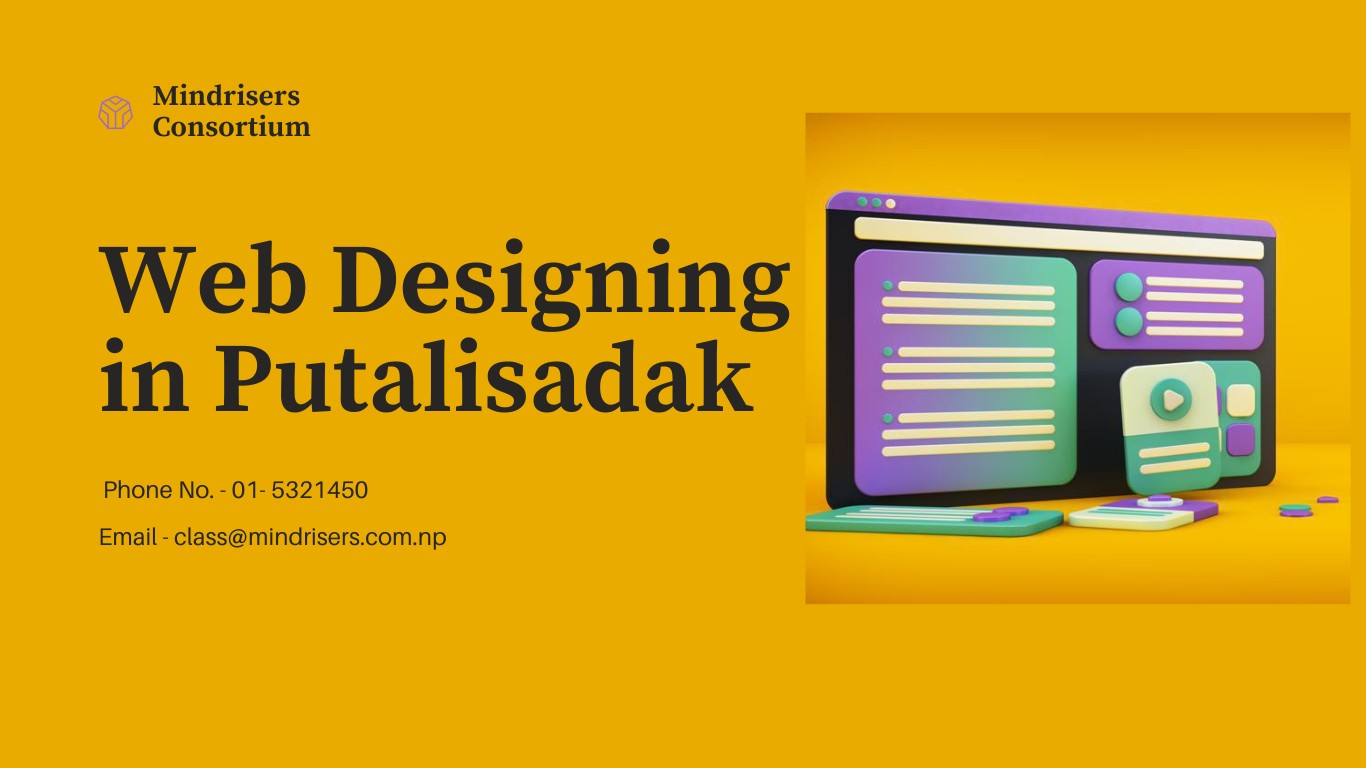 Mindrisers
Consortium
Web Designing
in Putalisadak
Phone No. - 01- 5321450
Email - class@mindrisers.com.np